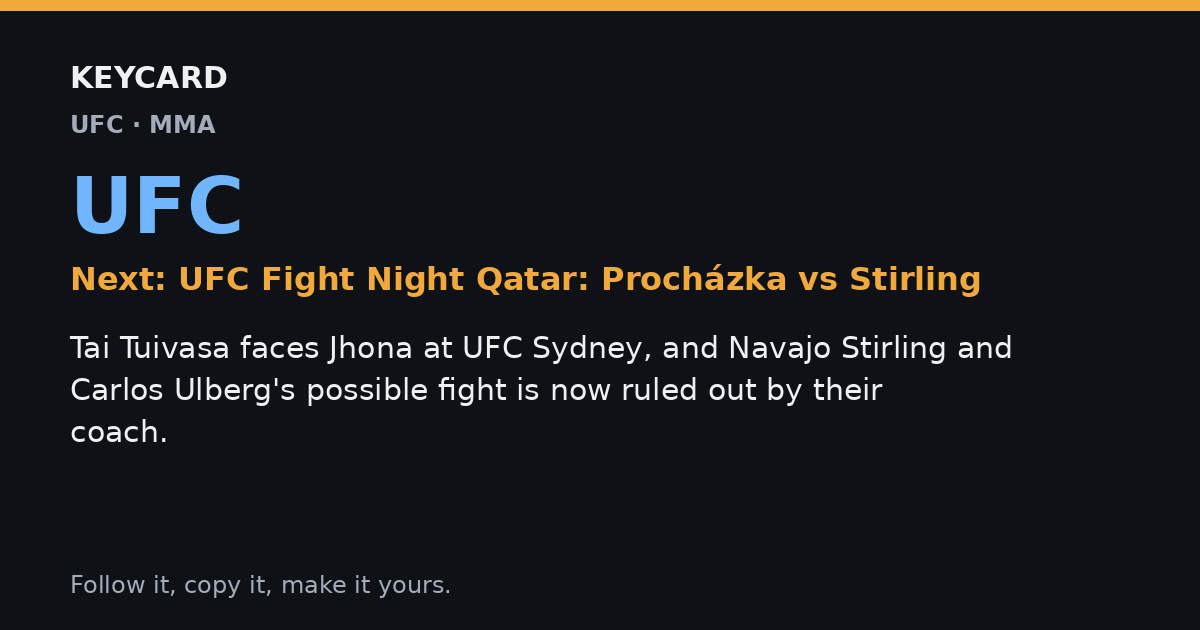 KEYCARD
UFC · MMA
UFC
Next: UFC Fight Night Qatar: Procházka vs Stirling
Tai Tuivasa faces Jhona at UFC Sydney, and Navajo Stirling and
Carlos Ulberg's possible fight is now ruled out by their
coach.
Follow it, copy it, make it yours.